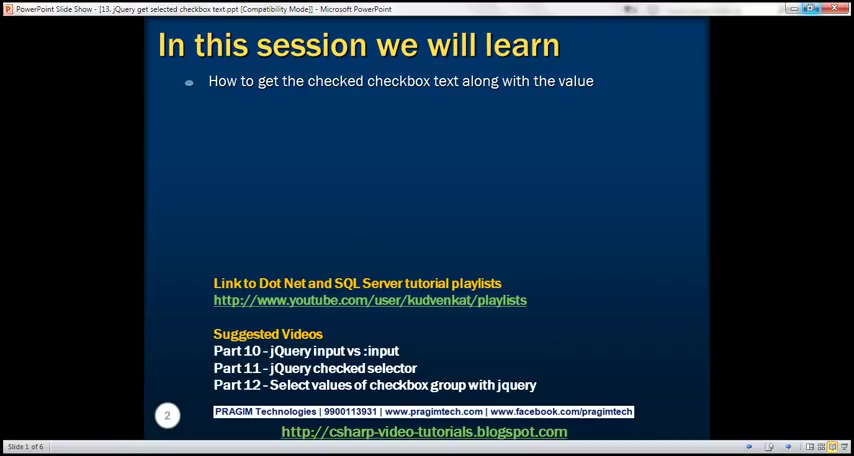 PowerPoint Slide Show - [13. jQuery get selected checkbox text.ppt [Compatibility Mode]] - Microsoft PowerPoint
In this session we will learn
How to get the checked checkbox text along with the value
Link to Dot Net and SQL Server tutorial playlists
http://www.youtube.com/user/kudvenkat/playlists
Suggested Videos
Part 10 - jQuery input vs :input
Part 11 - jQuery checked selector
Part 12 - Select values of checkbox group with jquery
2
PRAGIM Technologies | 9900113931 | www.pragimtech.com | www.facebook.com/pragimtech
http://csharp-video-tutorials.blogspot.com
Slide 1 of 6